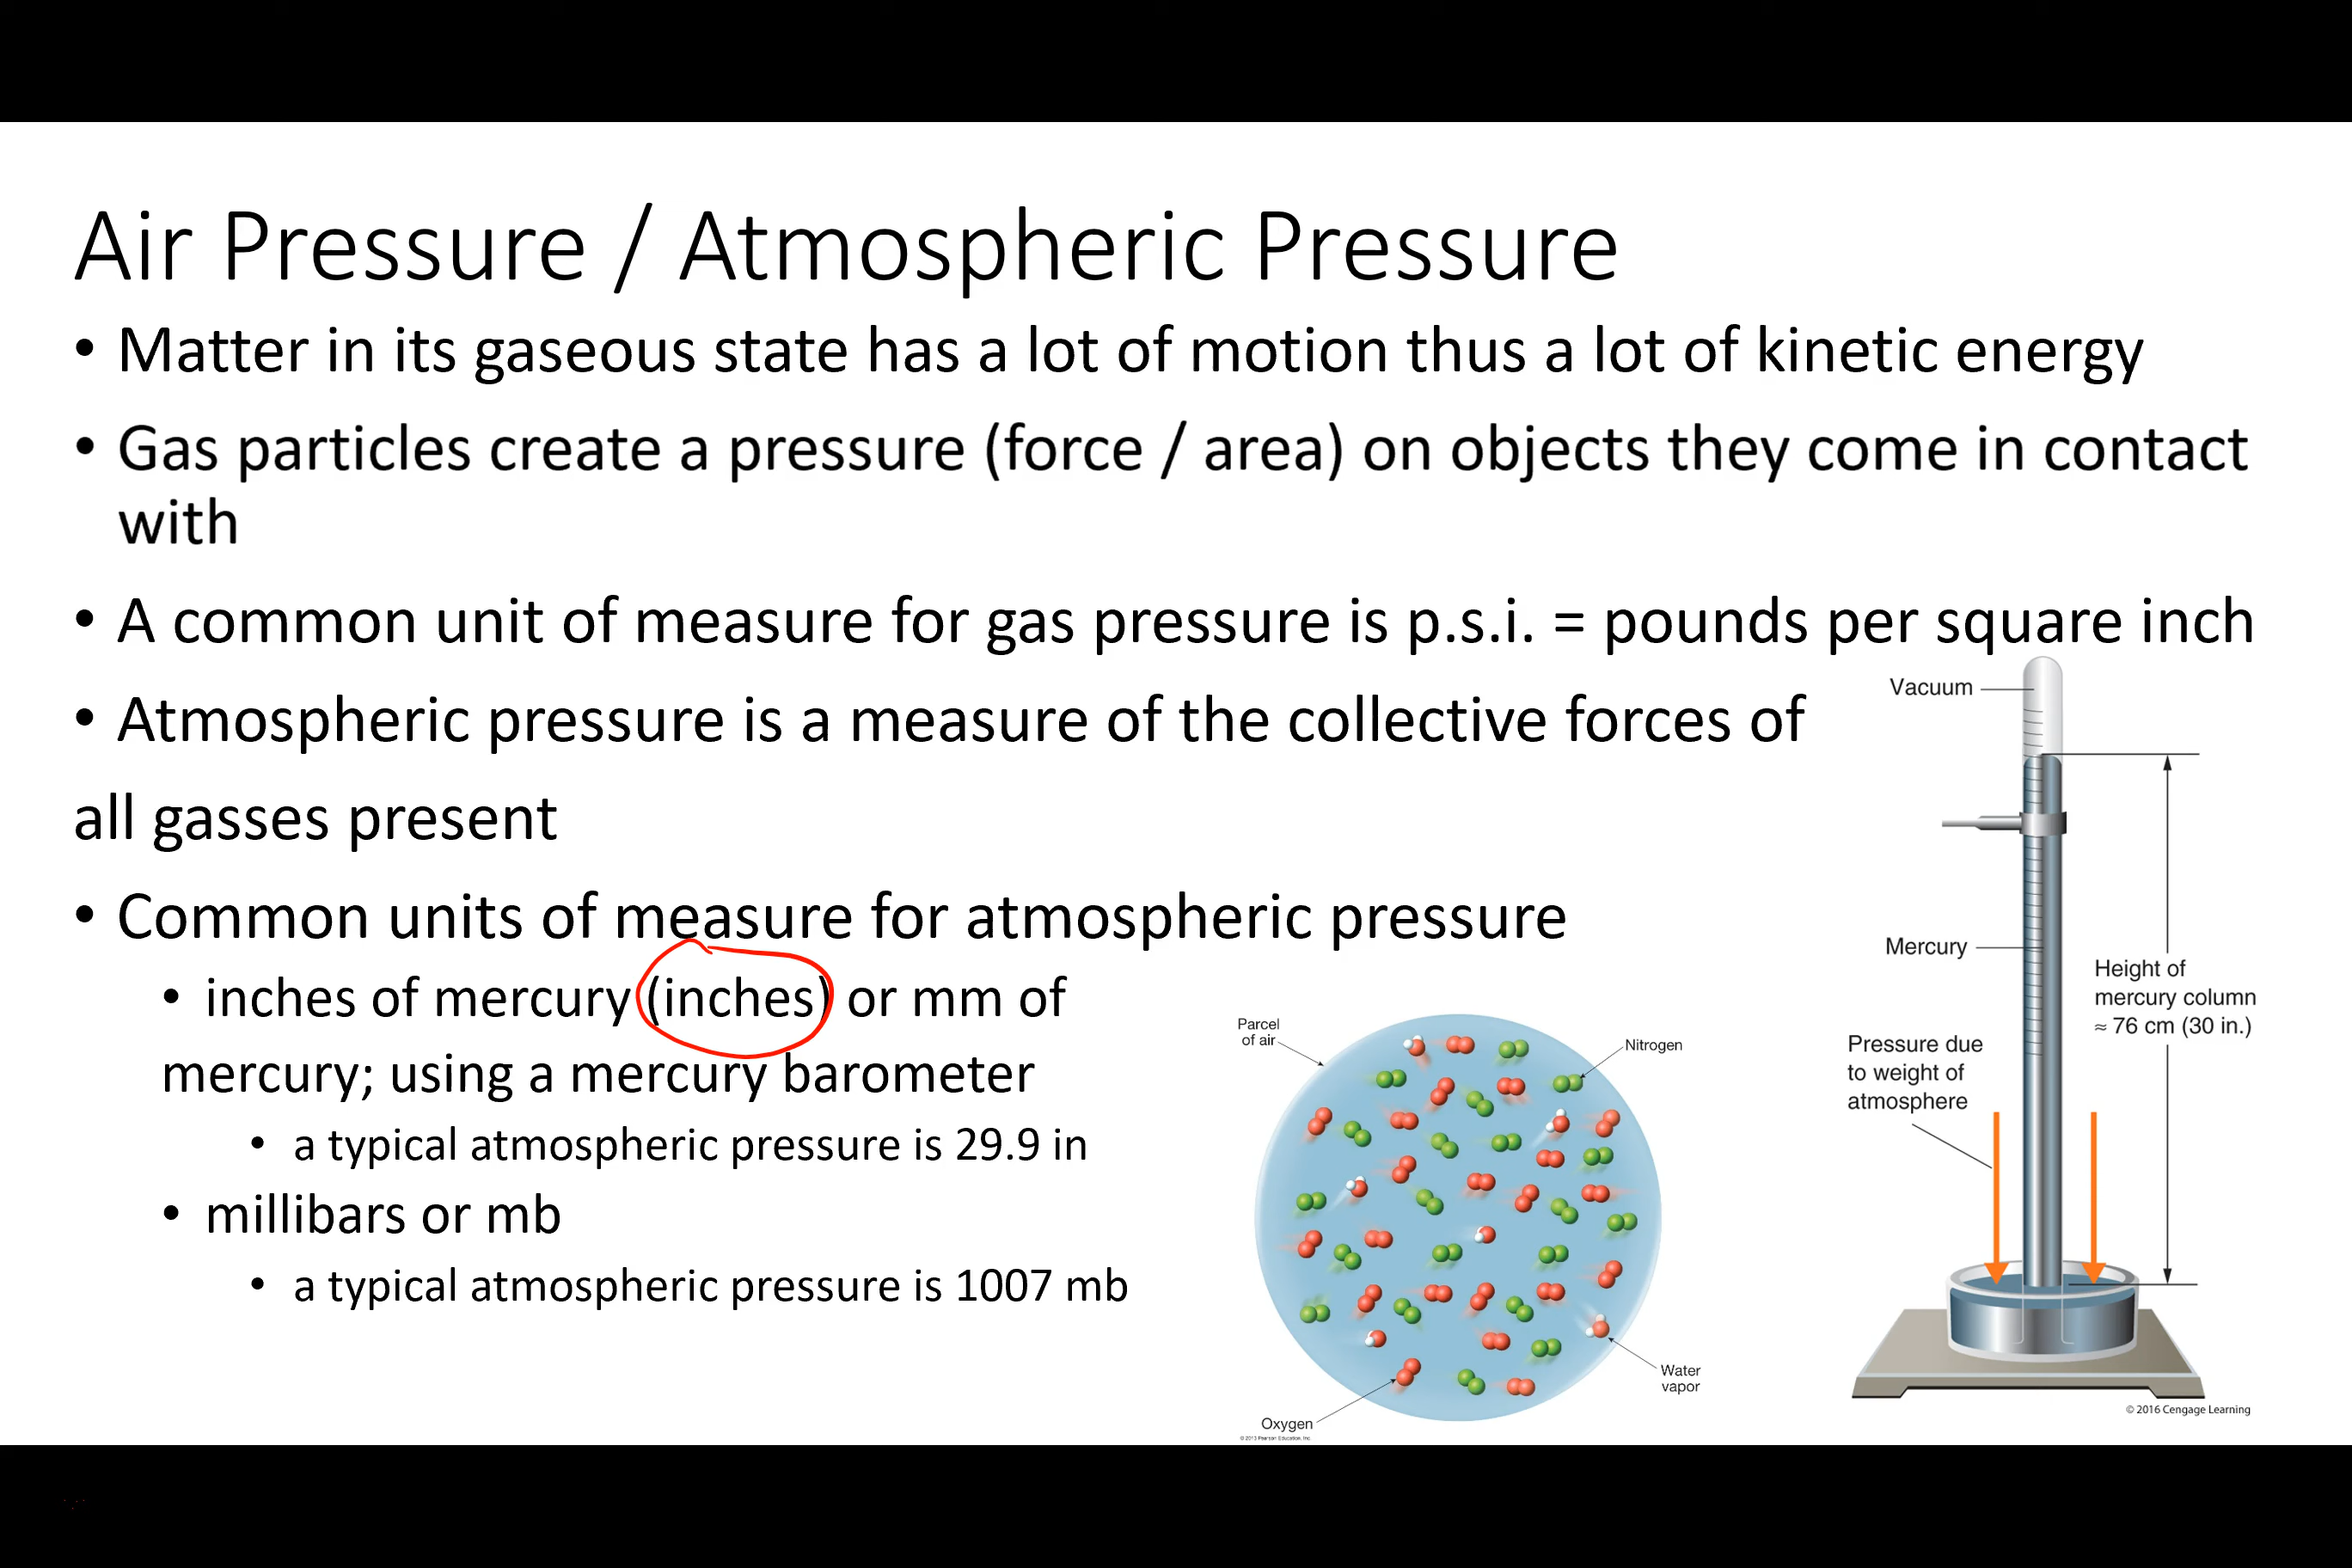 Air Pressure / Atmospheric Pressure
• Matter in its gaseous state has a lot of motion thus a lot of kinetic energy
• Gas particles create a pressure (force / area) on objects they come in contact
with
• A common unit of measure for gas pressure is p.s.i. = pounds per square inch
• Atmospheric pressure is a measure of the collective forces of
all gasses present
• Common units of measure for atmospheric pressure
• inches of mercury (inches) or mm of
mercury; using a mercury barometer
• a typical atmospheric pressure is 29.9 in
• millibars or mb
• a typical atmospheric pressure is 1007 mb
Parcel
of air
Nitrogen
Water
vapor
Oxygen
© 2013 Pearson Education, Inc.
Vacuum
Mercury
Height of
mercury column
≈ 76 cm (30 in.)
Pressure due
to weight of
atmosphere
© 2016 Cengage Learning